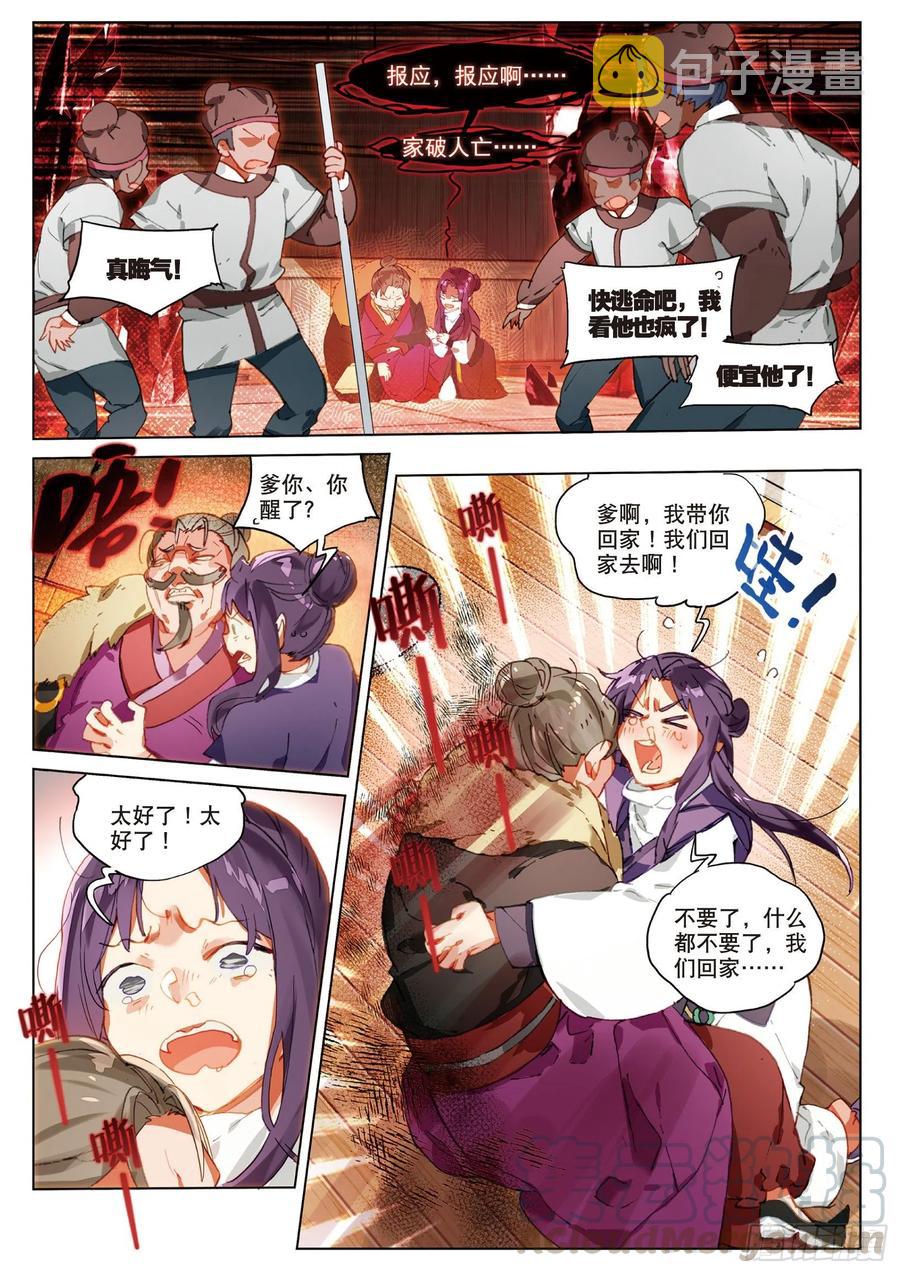 报应，报应啊……
包子漫畫
家破人亡……
真晦气！
快逃命吧，我
看他也疯了！
便宜他了！
唔！
爹你、你
醒了？
嘶——
嘶——
嘶——
嘶——
爹啊，我带你
回家！我们回
家去啊！
太好了！太
好了！
不要了，什么
都不要了，我
们回家……
嘶——
嘶——